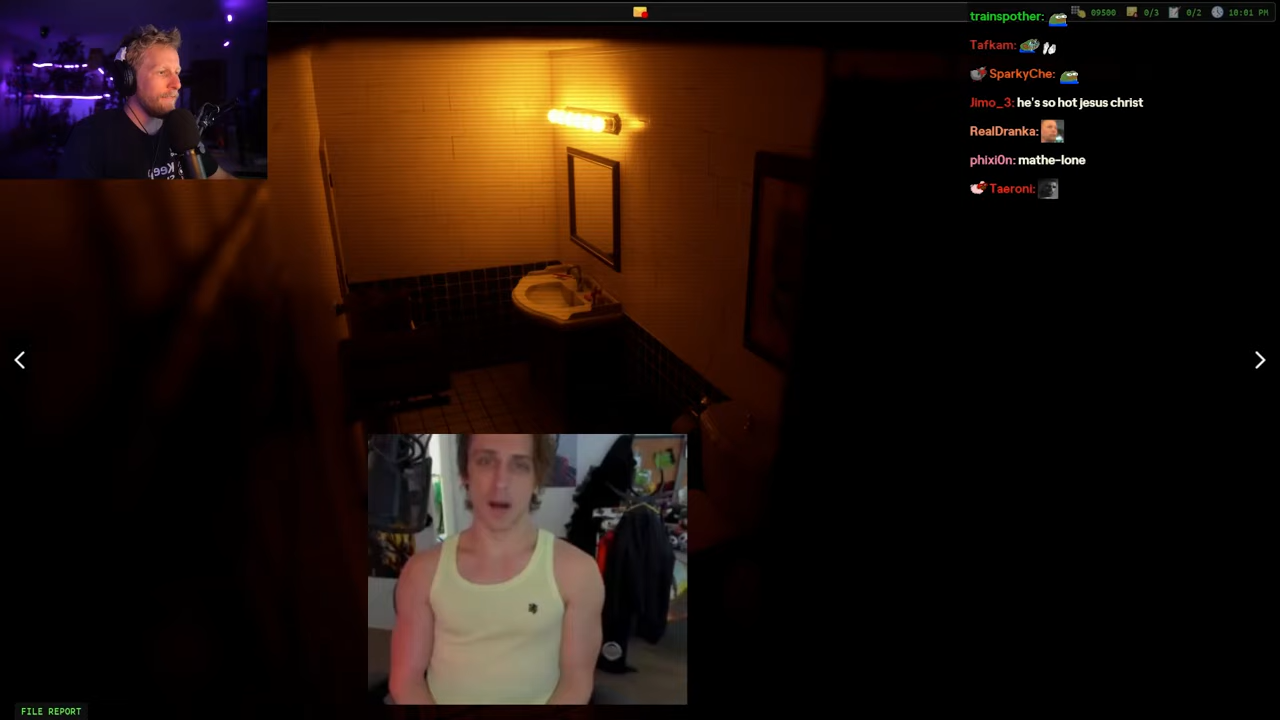 trainspother:
09500
0/3
0/2
10:01 PM
Tafkam:
SparkyChe:
Jimo_3: he's so hot jesus christ
RealDranka:
phixi0n: mathe-lone
Taeroni:
FILE REPORT